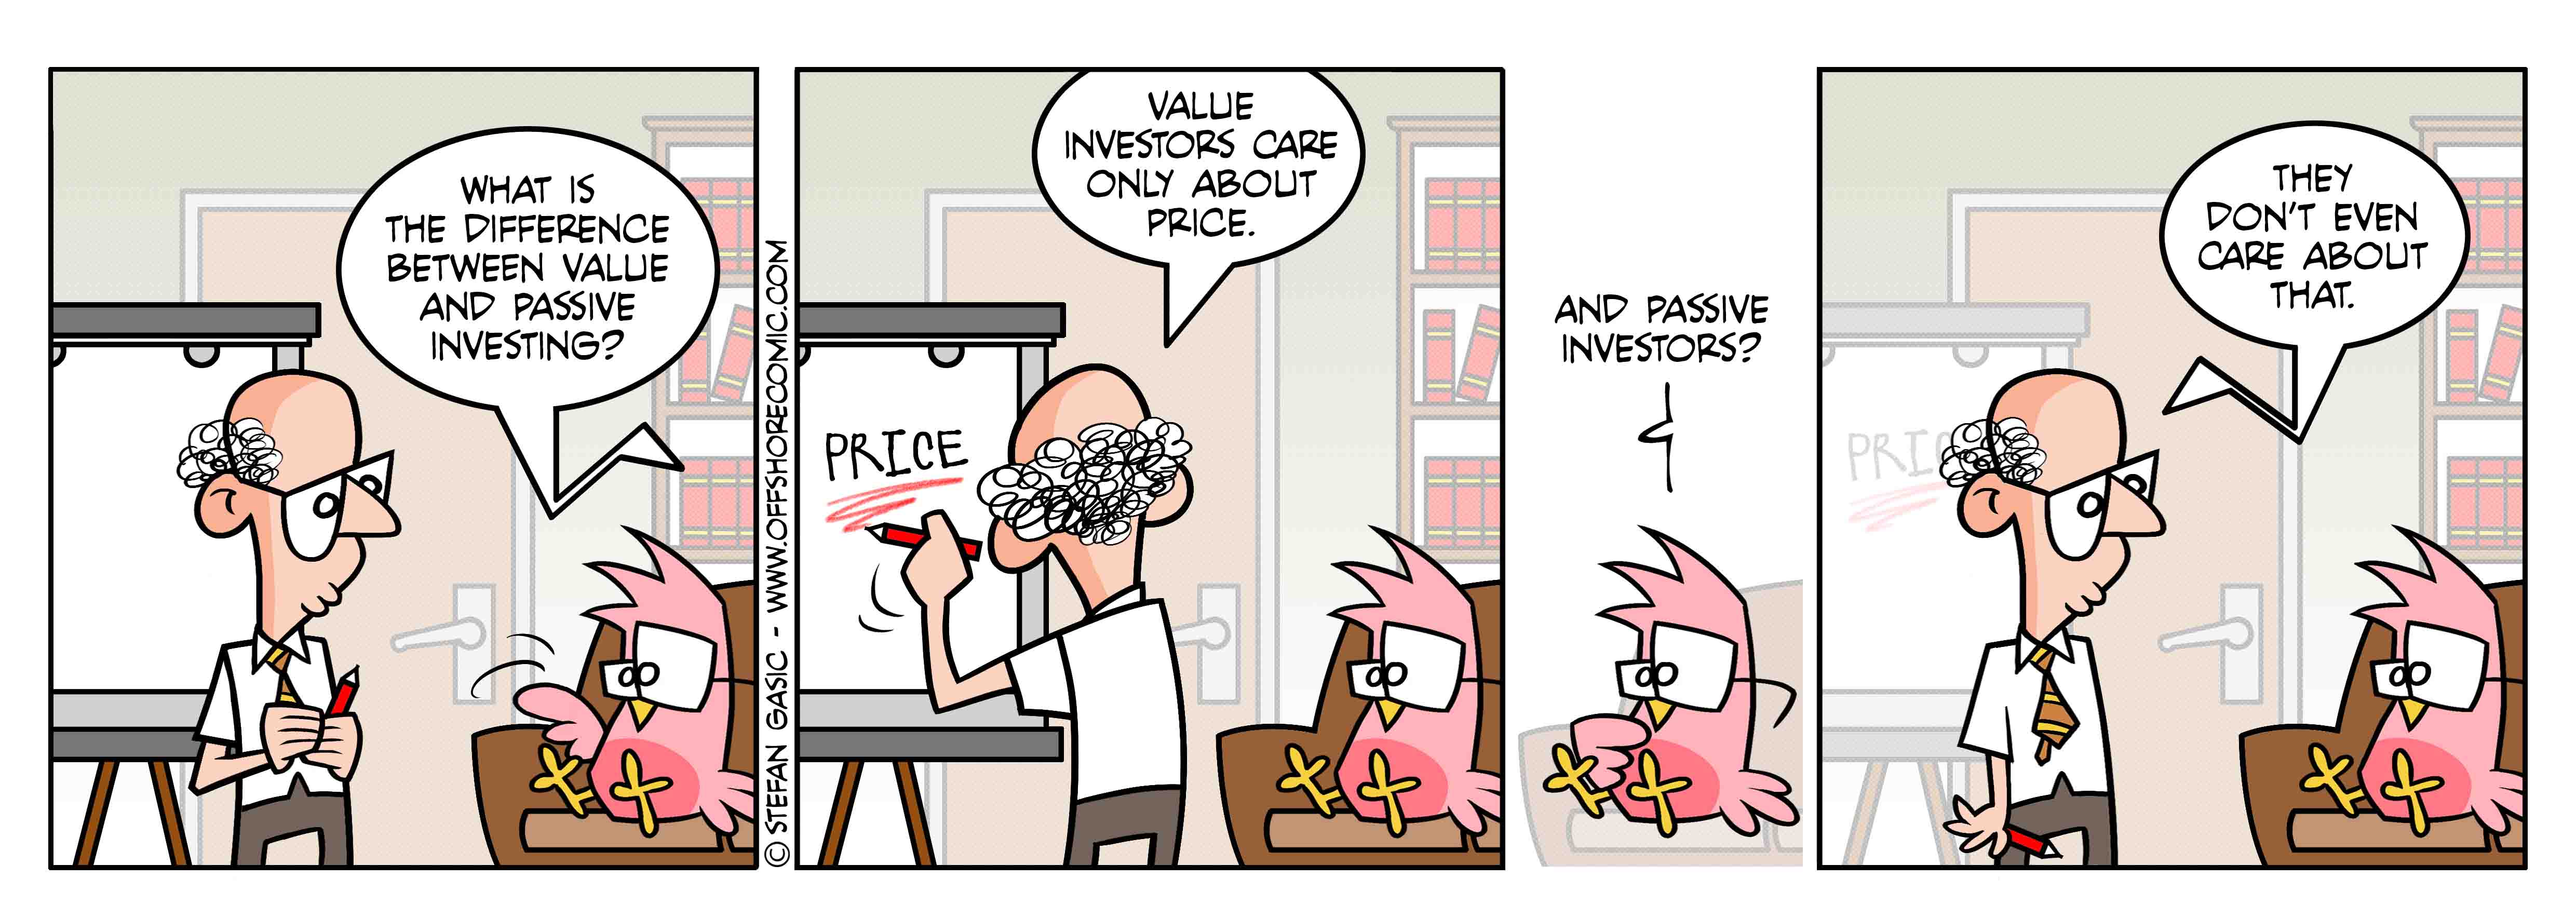 WHAT IS
THE DIFFERENCE
BETWEEN VALUE
AND PASSIVE
INVESTING?
© STEFAN GASIC - WWW.OFFSHORECOMIC.COM
VALUE
INVESTORS CARE
ONLY ABOUT
PRICE.
PRICE
AND PASSIVE
INVESTORS?
THEY
DON'T EVEN
CARE ABOUT
THAT.
PRIC